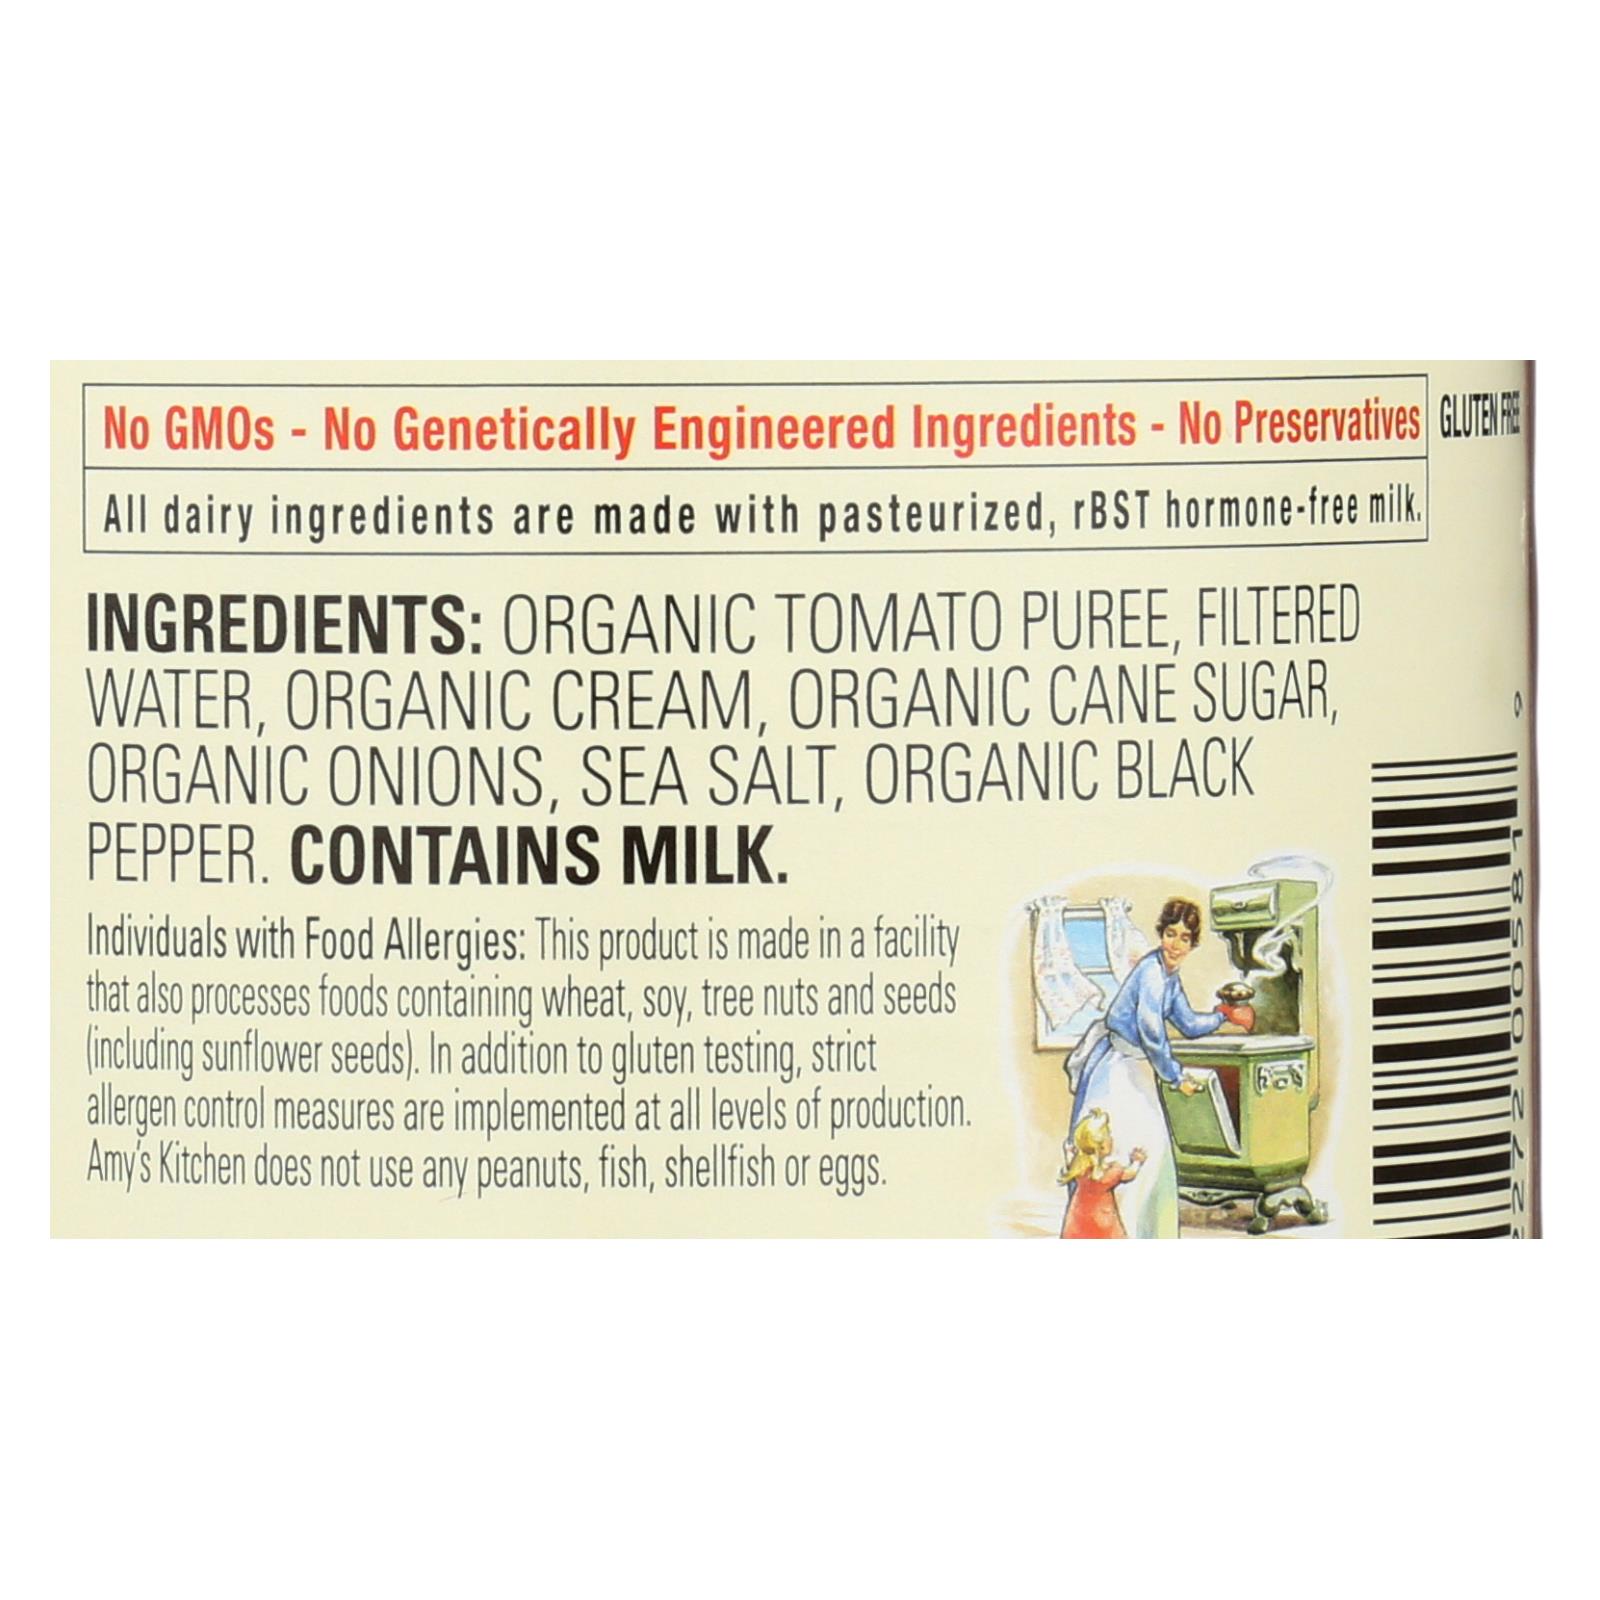 No GMOs - No Genetically Engineered Ingredients - No Preservatives
GLUTEN FREE
All dairy ingredients are made with pasteurized, rBST hormone-free milk.
INGREDIENTS: ORGANIC TOMATO PUREE, FILTERED
WATER, ORGANIC CREAM, ORGANIC CANE SUGAR,
ORGANIC ONIONS, SEA SALT, ORGANIC BLACK
PEPPER. CONTAINS MILK.
Individuals with Food Allergies: This product is made in a facility
that also processes foods containing wheat, soy, tree nuts and seeds
(including sunflower seeds). In addition to gluten testing, strict
allergen control measures are implemented at all levels of production.
Amy's Kitchen does not use any peanuts, fish, shellfish or eggs.